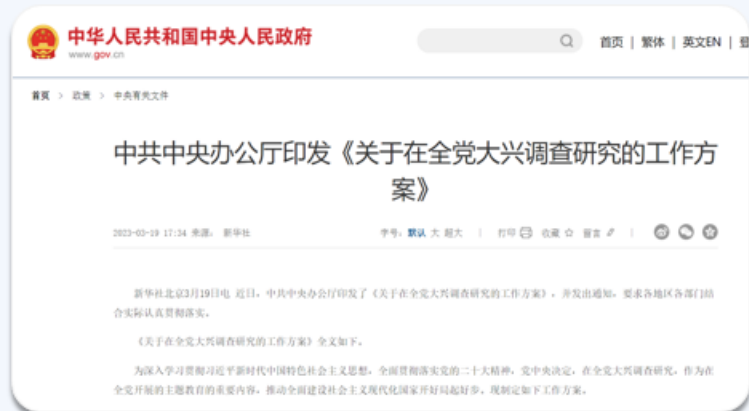 中华人民共和国中央人民政府
www.gov.cn
首页 | 繁体 | 英文EN |
首页 > 政策 > 中央有关文件
中共中央办公厅印发《关于在全党大兴调查研究的工作方
案》
2023-03-19 17:34 来源： 新华社 字号：默认 大 超大 | 打印 收藏 留言 |
新华社北京3月19日电 近日，中共中央办公厅印发了《关于在全党大兴调查研究的工作方案》，并发出通知，要求各地区各部门结
合实际认真贯彻落实。
《关于在全党大兴调查研究的工作方案》全文如下。
为深入学习贯彻习近平新时代中国特色社会主义思想，全面贯彻落实党的二十大精神，党中央决定，在全党大兴调查研究，作为在
全党开展的主题教育的重要内容，推动全面建设社会主义现代化国家开好局起好步。现制定如下工作方案。